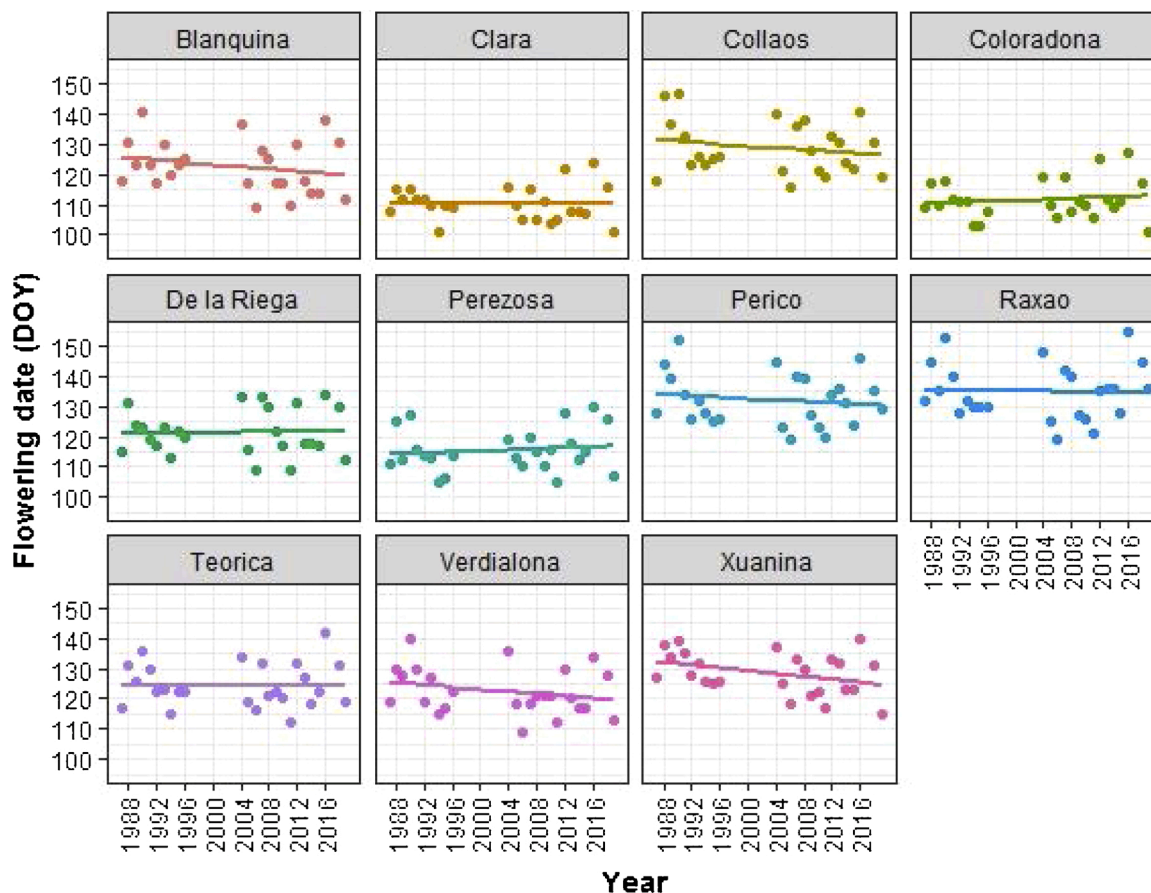 Blanquina Clara Collaos Coloradona
150
140
130
120
110
100
De la Riega Perezosa Perico Raxao
150
140
130
120
110
100
Flowering date (DOY)
1988 1992 1996 2000 2004 2008 2012 2016
Teorica Verdialona Xuanina
150
140
130
120
110
100
1988 1992 1996 2000 2004 2008 2012 2016 1988 1992 1996 2000 2004 2008 2012 2016 1988 1992 1996 2000 2004 2008 2012 2016
Year